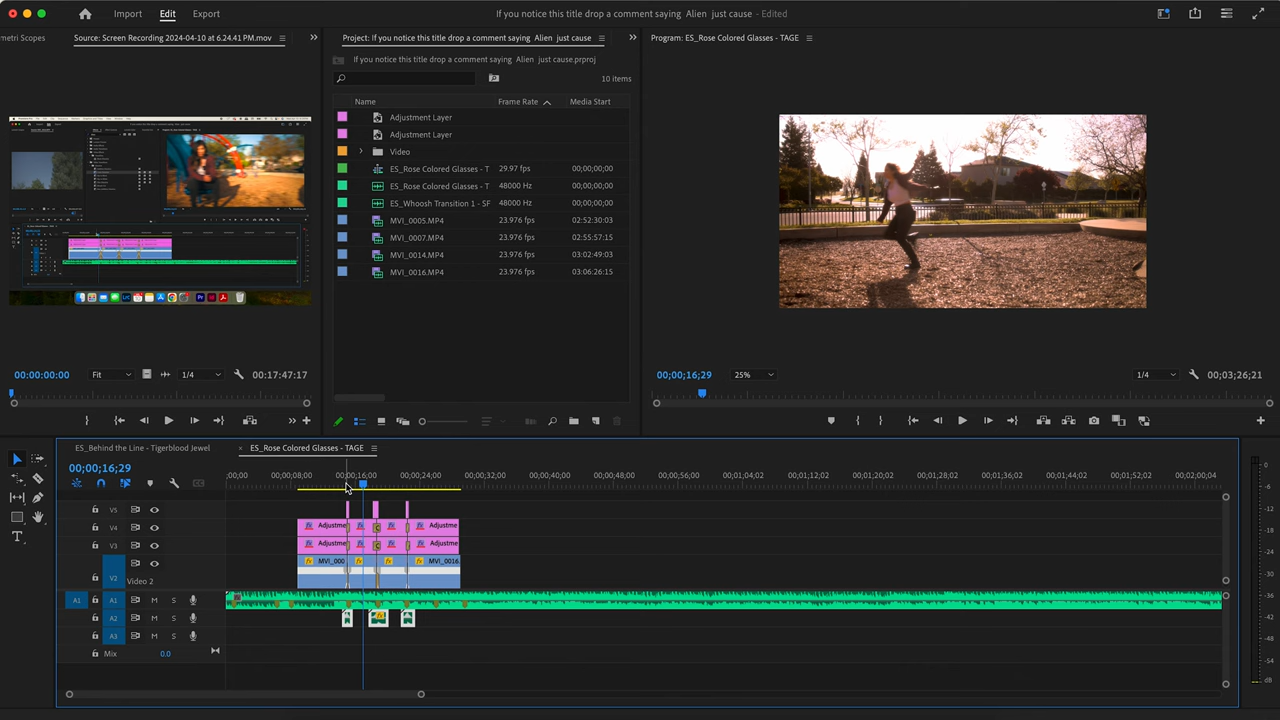 Import Edit Export
If you notice this title drop a comment saying Alien just cause - Edited
metri Scopes
Source: Screen Recording 2024-04-10 at 6.24.41 PM.mov
Project: If you notice this title drop a comment saying Alien just cause
Program: ES_Rose Colored Glasses - TAGE
If you notice this title drop a comment saying Alien just cause.prproj
10 items
Name Frame Rate Media Start
Adjustment Layer
Adjustment Layer
Video
ES_Rose Colored Glasses - T 29.97 fps 00;00;00;00
ES_Rose Colored Glasses - T 48000 Hz 00;00;00;00
ES_Whoosh Transition 1 - SF 48000 Hz 00;00;00;00
MVI_0005.MP4 23.976 fps 02:52:30:03
MVI_0007.MP4 23.976 fps 02:55:57:15
MVI_0014.MP4 23.976 fps 03:02:49:03
MVI_0016.MP4 23.976 fps 03:06:26:15
00:00:00:00 Fit 1/4 00:17:47:17
00;00;16;29 25% 1/4 00;03;26;21
ES_Behind the Line - Tigerblood Jewel × ES_Rose Colored Glasses - TAGE
00;00;16;29
;00;00 00;00;08;00 00;00;16;00 00;00;24;00 00;00;32;00 00;00;40;00 00;00;48;00 00;00;56;00 00;01;04;02 00;01;12;02 00;01;20;02 00;01;28;02 00;01;36;02 00;01;44;02 00;01;52;02 00;02;00;04
V5
V4 Adjustme Adjustme
V3 Adjustme Adjustme
V2 Video 2 MVI_000 MVI_0016.
A1 A1 M S
A2 M S
A3 M S
Mix 0.0
0
-6
-12
-18
-24
-30
-36
-42
-48
-54
dB